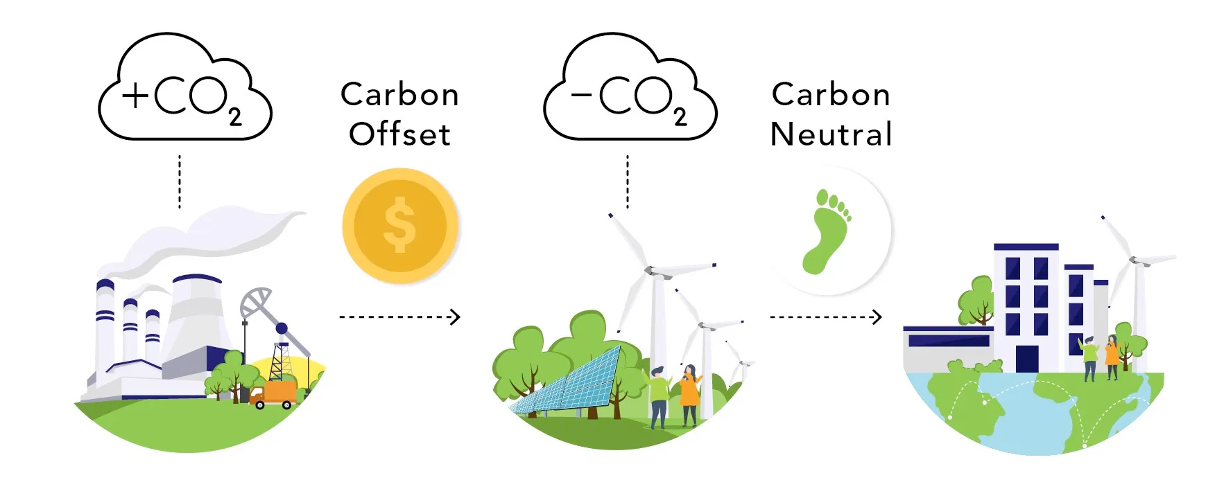 +CO₂
Carbon
Offset
$
−CO₂
Carbon
Neutral